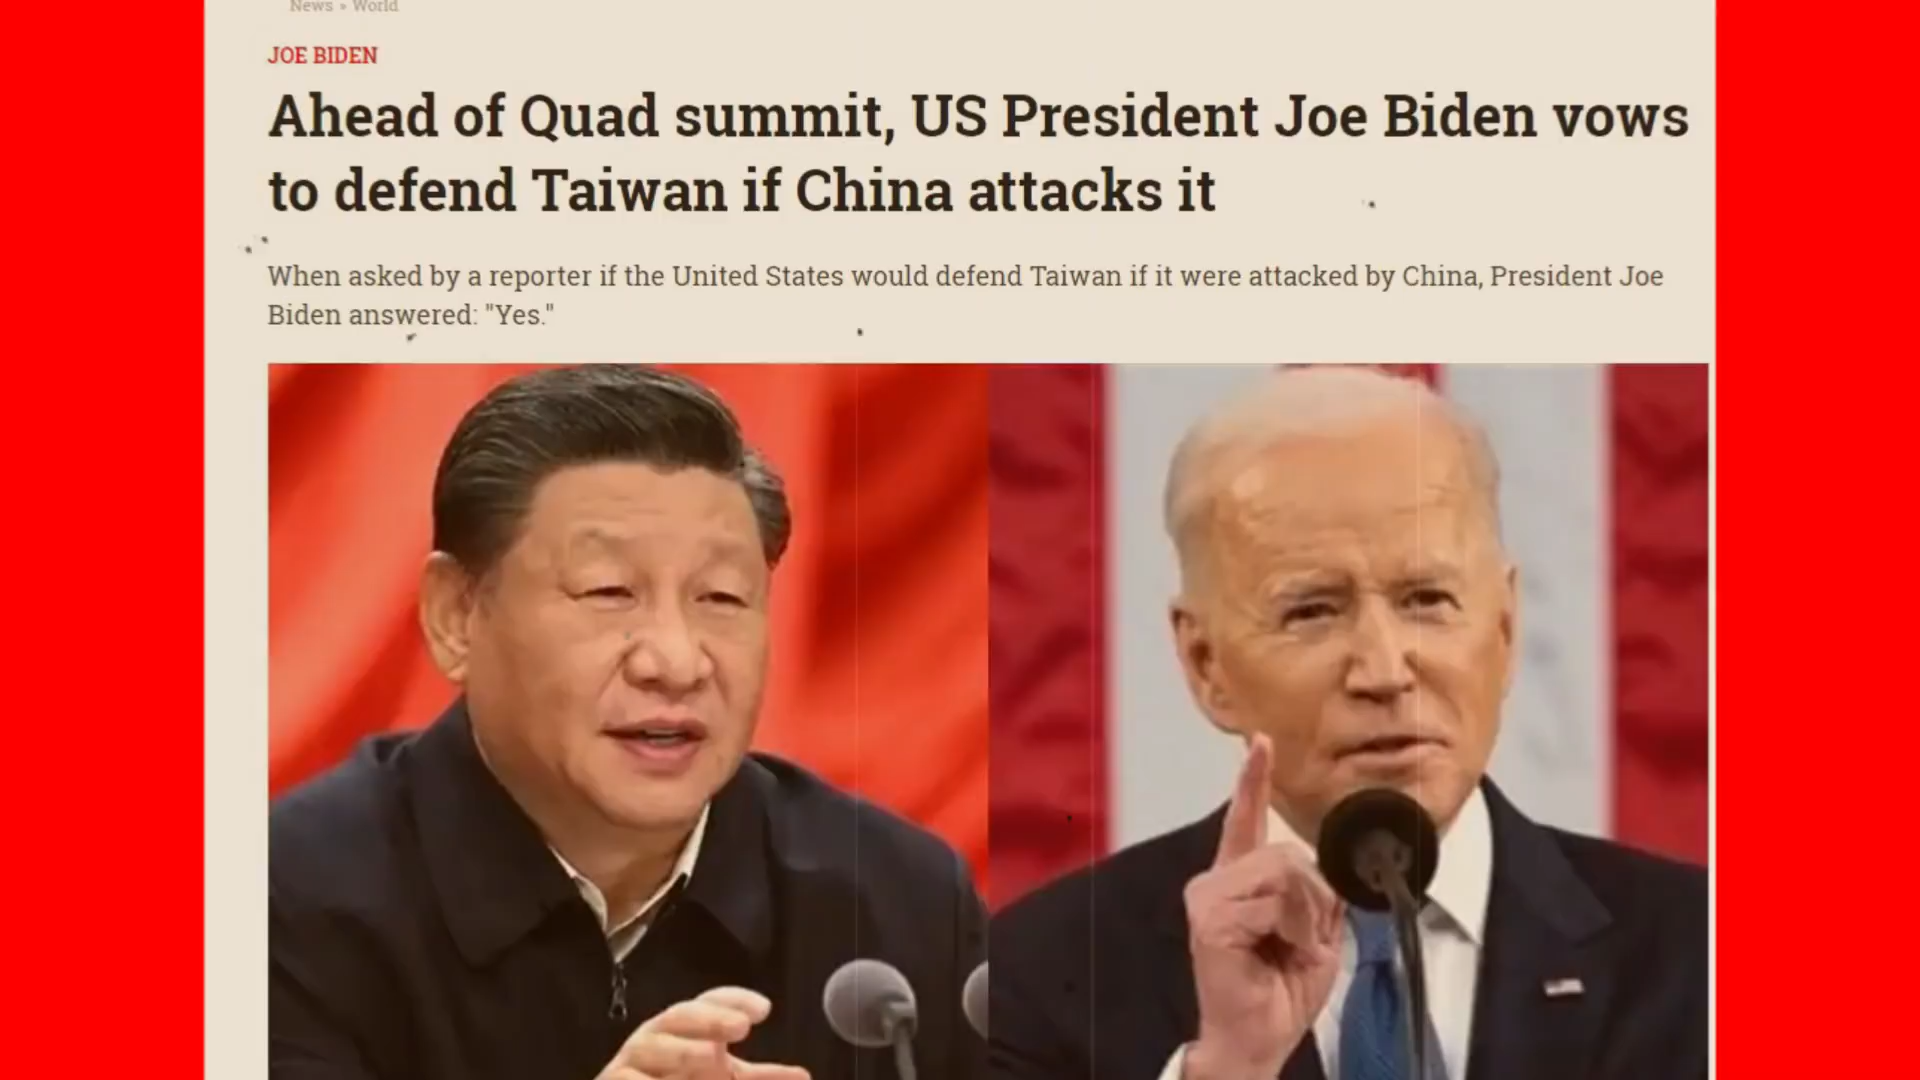 News » World
JOE BIDEN
Ahead of Quad summit, US President Joe Biden vows
to defend Taiwan if China attacks it
When asked by a reporter if the United States would defend Taiwan if it were attacked by China, President Joe
Biden answered: "Yes."